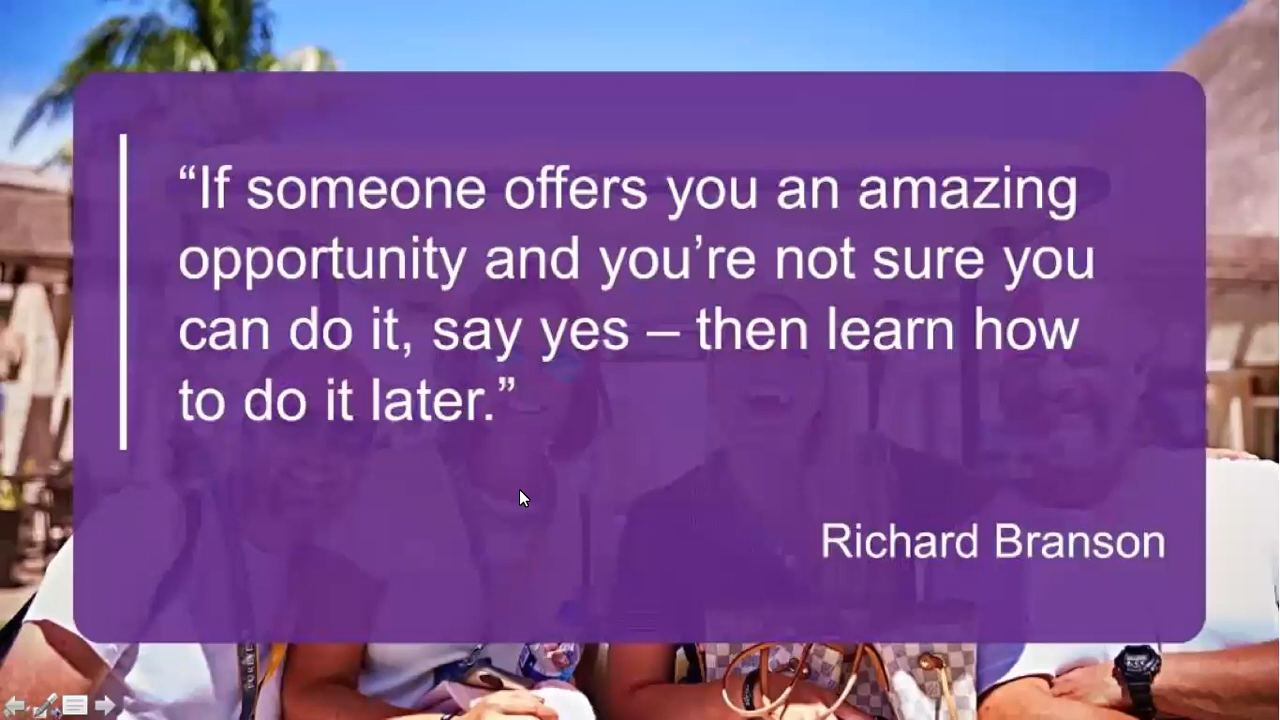 “If someone offers you an amazing
opportunity and you’re not sure you
can do it, say yes – then learn how
to do it later.”
Richard Branson